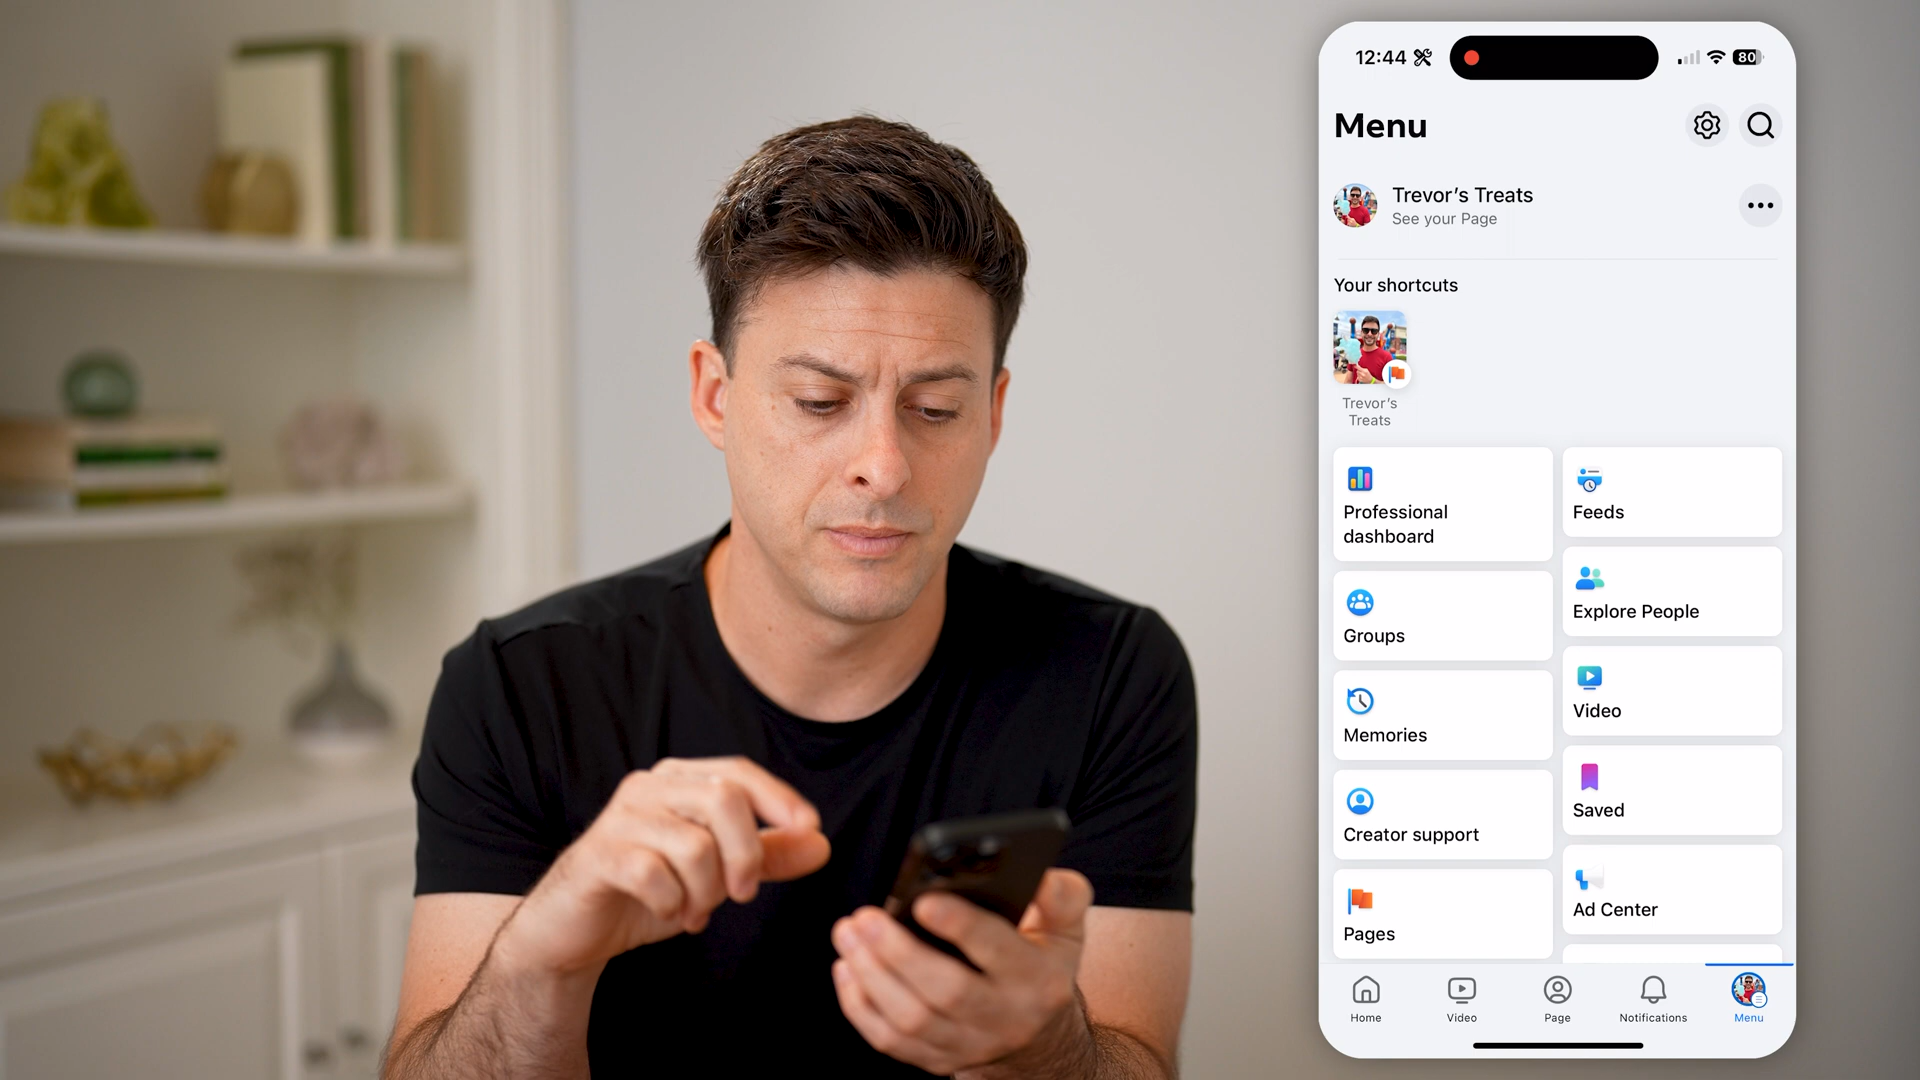 12:44
80
Menu
Trevor’s Treats
See your Page
Your shortcuts
Trevor’s
Treats
Professional
dashboard
Feeds
Groups
Explore People
Memories
Video
Creator support
Saved
Pages
Ad Center
Home
Video
Page
Notifications
Menu